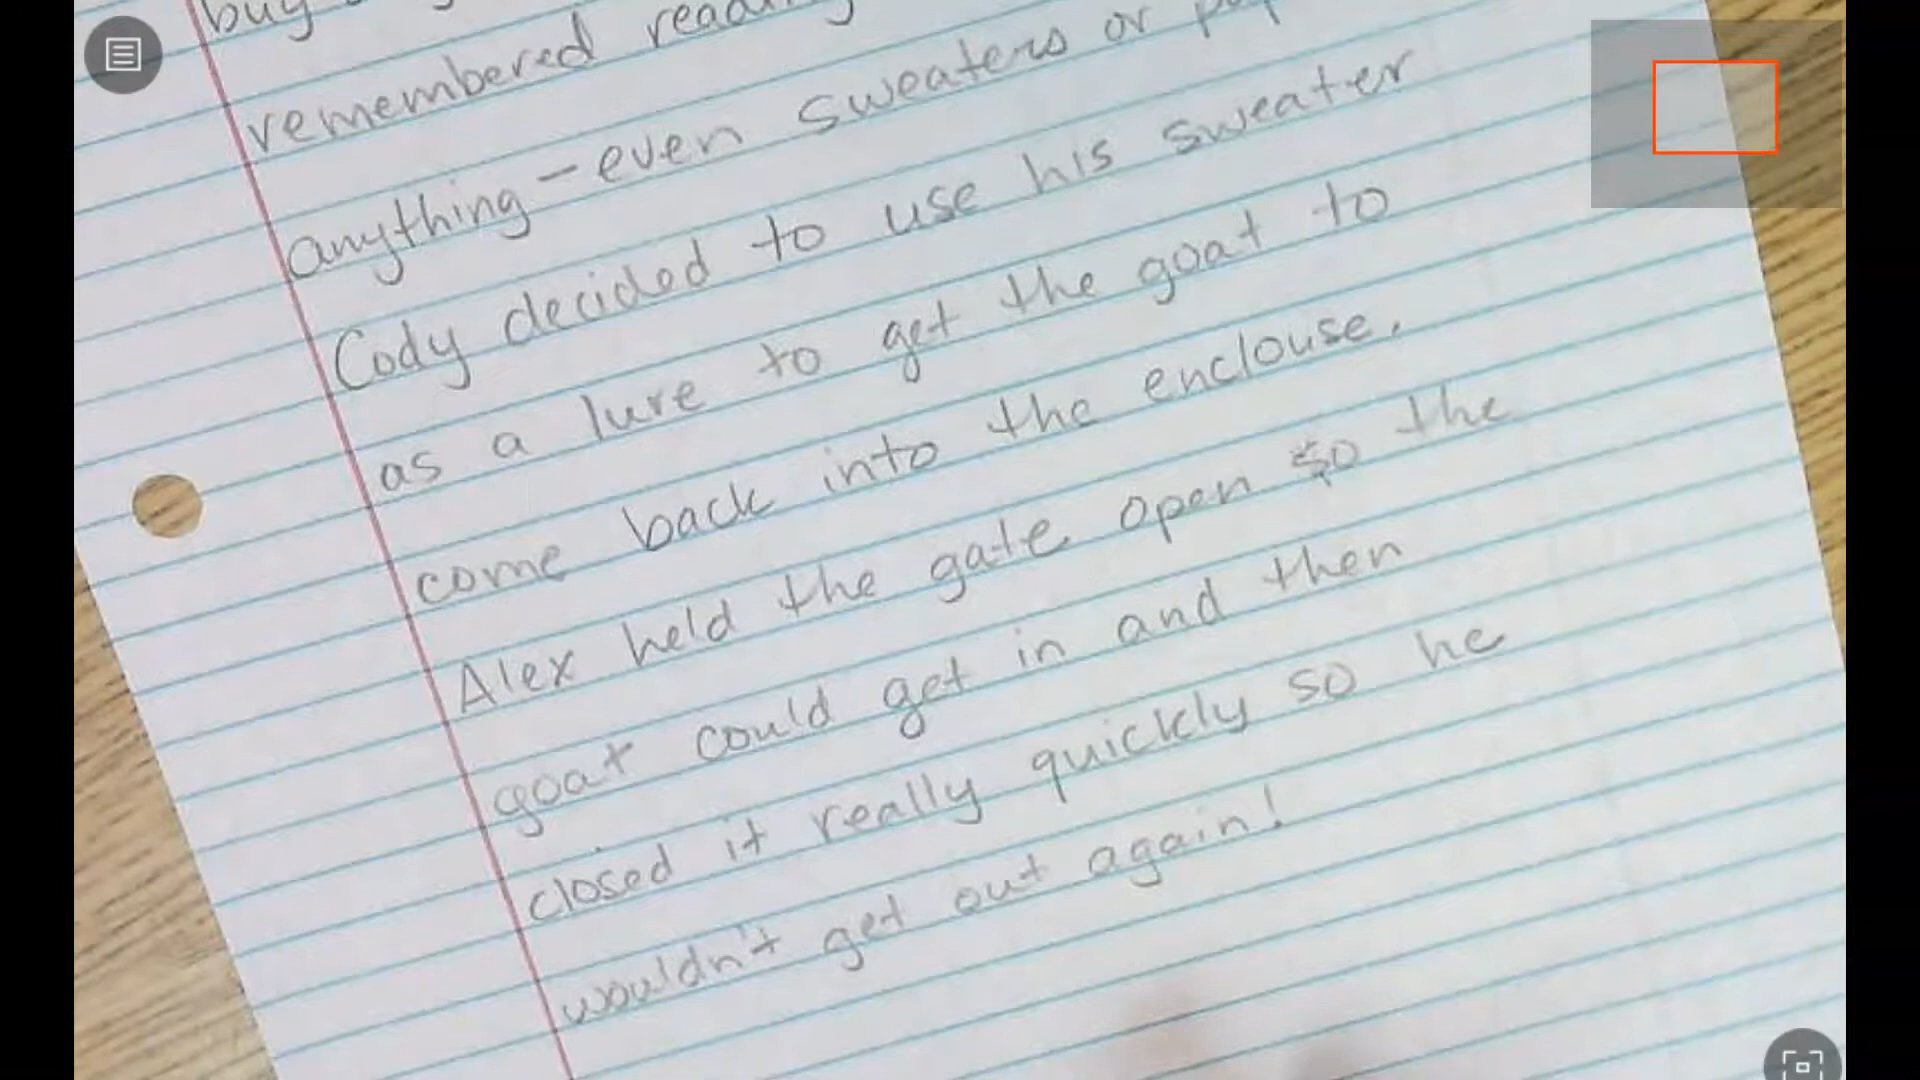 buy
remembered
anything - even sweaters or
Cody decided to use his sweater
as a lure to get the goat to
come back into the enclouse.
Alex held the gate open so the
goat could get in and then
closed it really quickly so he
wouldn't get out again!